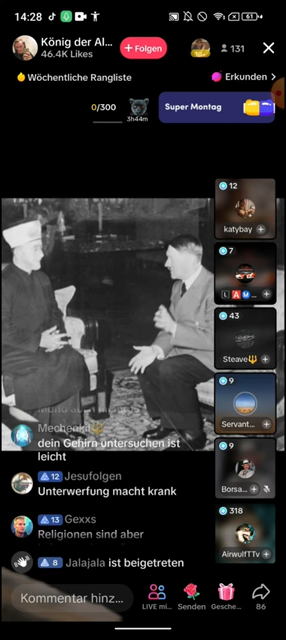 14:28
61
König der Al...
46.4K Likes
+ Folgen
131
Wöchentliche Rangliste
Erkunden >
0/300
3h44m
Super Montag
12
katybay
7
L A M...
43
Steave
9
Servant...
9
Borsa...
318
AirwulfTTv
Mechenkit
dein Gehirn untersuchen ist
leicht
12 Jesufolgen
Unterwerfung macht krank
13 Gexxs
Religionen sind aber
8 Jalajala ist beigetreten
Kommentar hinz...
LIVE mi...
Senden
Gesche...
86